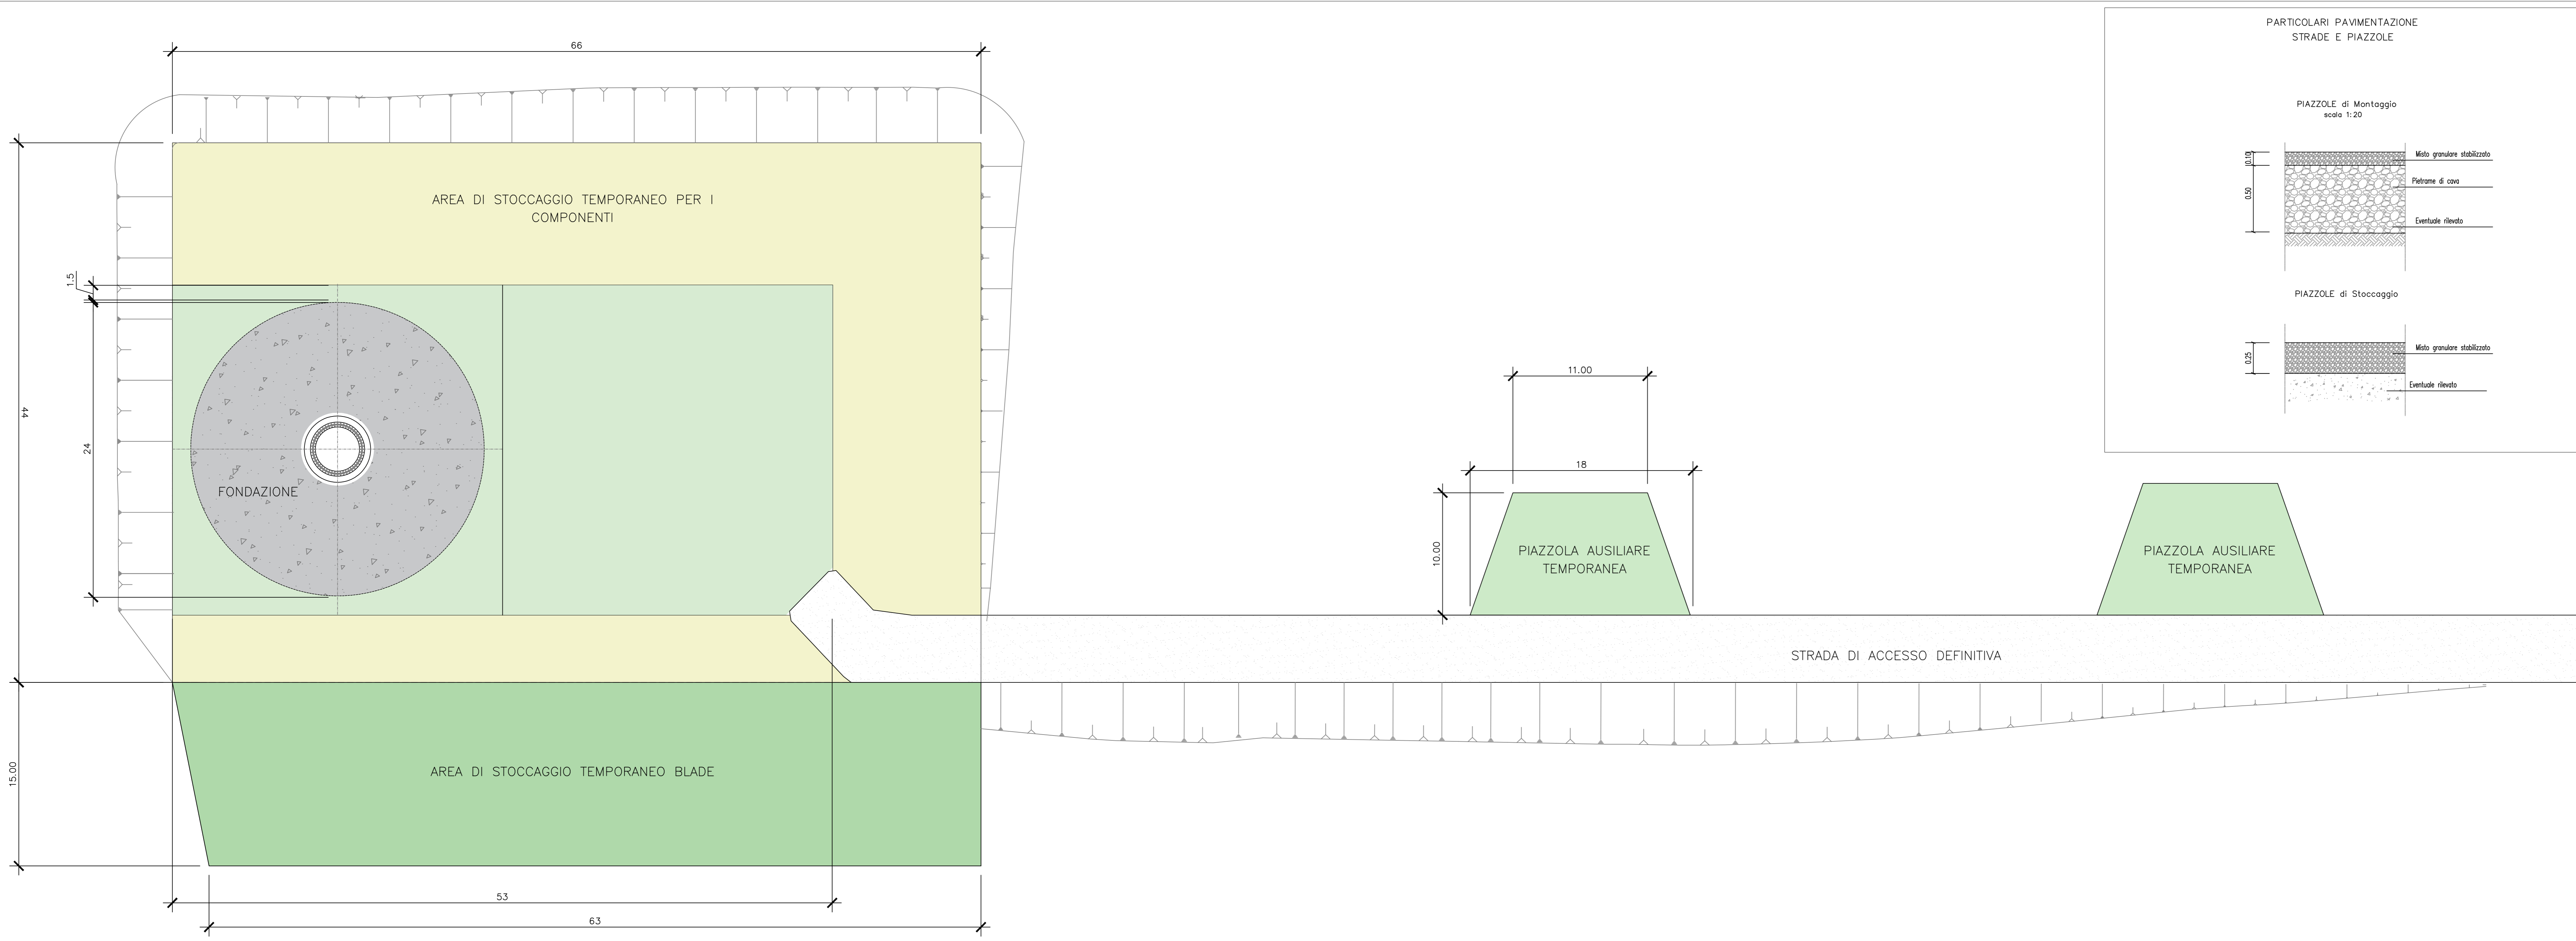 PARTICOLARI PAVIMENTAZIONE
STRADE E PIAZZOLE
66
PIAZZOLE di Montaggio
scala 1:20
0.10
Misto granulare stabilizzato
Pietrame di cava
0.50
Eventuale rilevato
AREA DI STOCCAGGIO TEMPORANEO PER I
COMPONENTI
1.5
PIAZZOLE di Stoccaggio
0.25
Misto granulare stabilizzato
Eventuale rilevato
44
24
FONDAZIONE
11.00
18
10.00
PIAZZOLA AUSILIARE
TEMPORANEA
PIAZZOLA AUSILIARE
TEMPORANEA
STRADA DI ACCESSO DEFINITIVA
15.00
AREA DI STOCCAGGIO TEMPORANEO BLADE
53
63